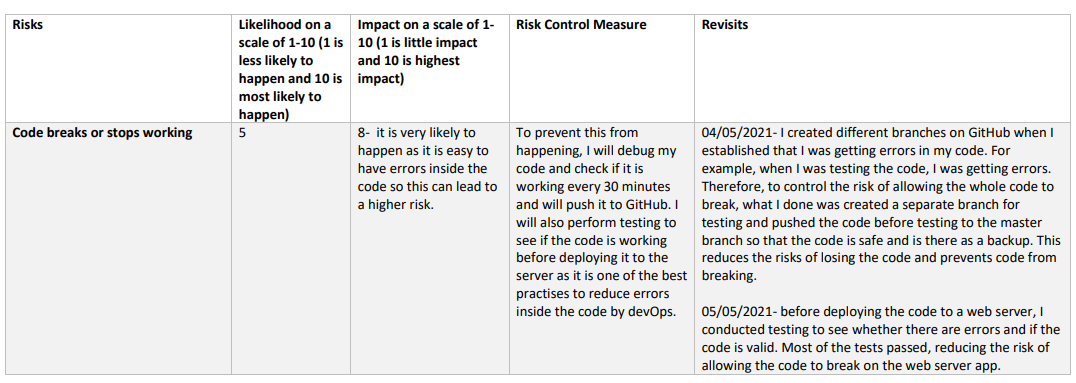 Risks
Likelihood on a
scale of 1-10 (1 is
less likely to
happen and 10 is
most likely to
happen)
Impact on a scale of 1-
10 (1 is little impact
and 10 is highest
impact)
Risk Control Measure
Revisits
Code breaks or stops working
5
8- it is very likely to
happen as it is easy to
have errors inside the
code so this can lead to
a higher risk.
To prevent this from
happening, I will debug my
code and check if it is
working every 30 minutes
and will push it to GitHub. I
will also perform testing to
see if the code is working
before deploying it to the
server as it is one of the best
practises to reduce errors
inside the code by devOps.
04/05/2021- I created different branches on GitHub when I
established that I was getting errors in my code. For
example, when I was testing the code, I was getting errors.
Therefore, to control the risk of allowing the whole code to
break, what I done was created a separate branch for
testing and pushed the code before testing to the master
branch so that the code is safe and is there as a backup. This
reduces the risks of losing the code and prevents code from
breaking.
05/05/2021- before deploying the code to a web server, I
conducted testing to see whether there are errors and if the
code is valid. Most of the tests passed, reducing the risk of
allowing the code to break on the web server app.